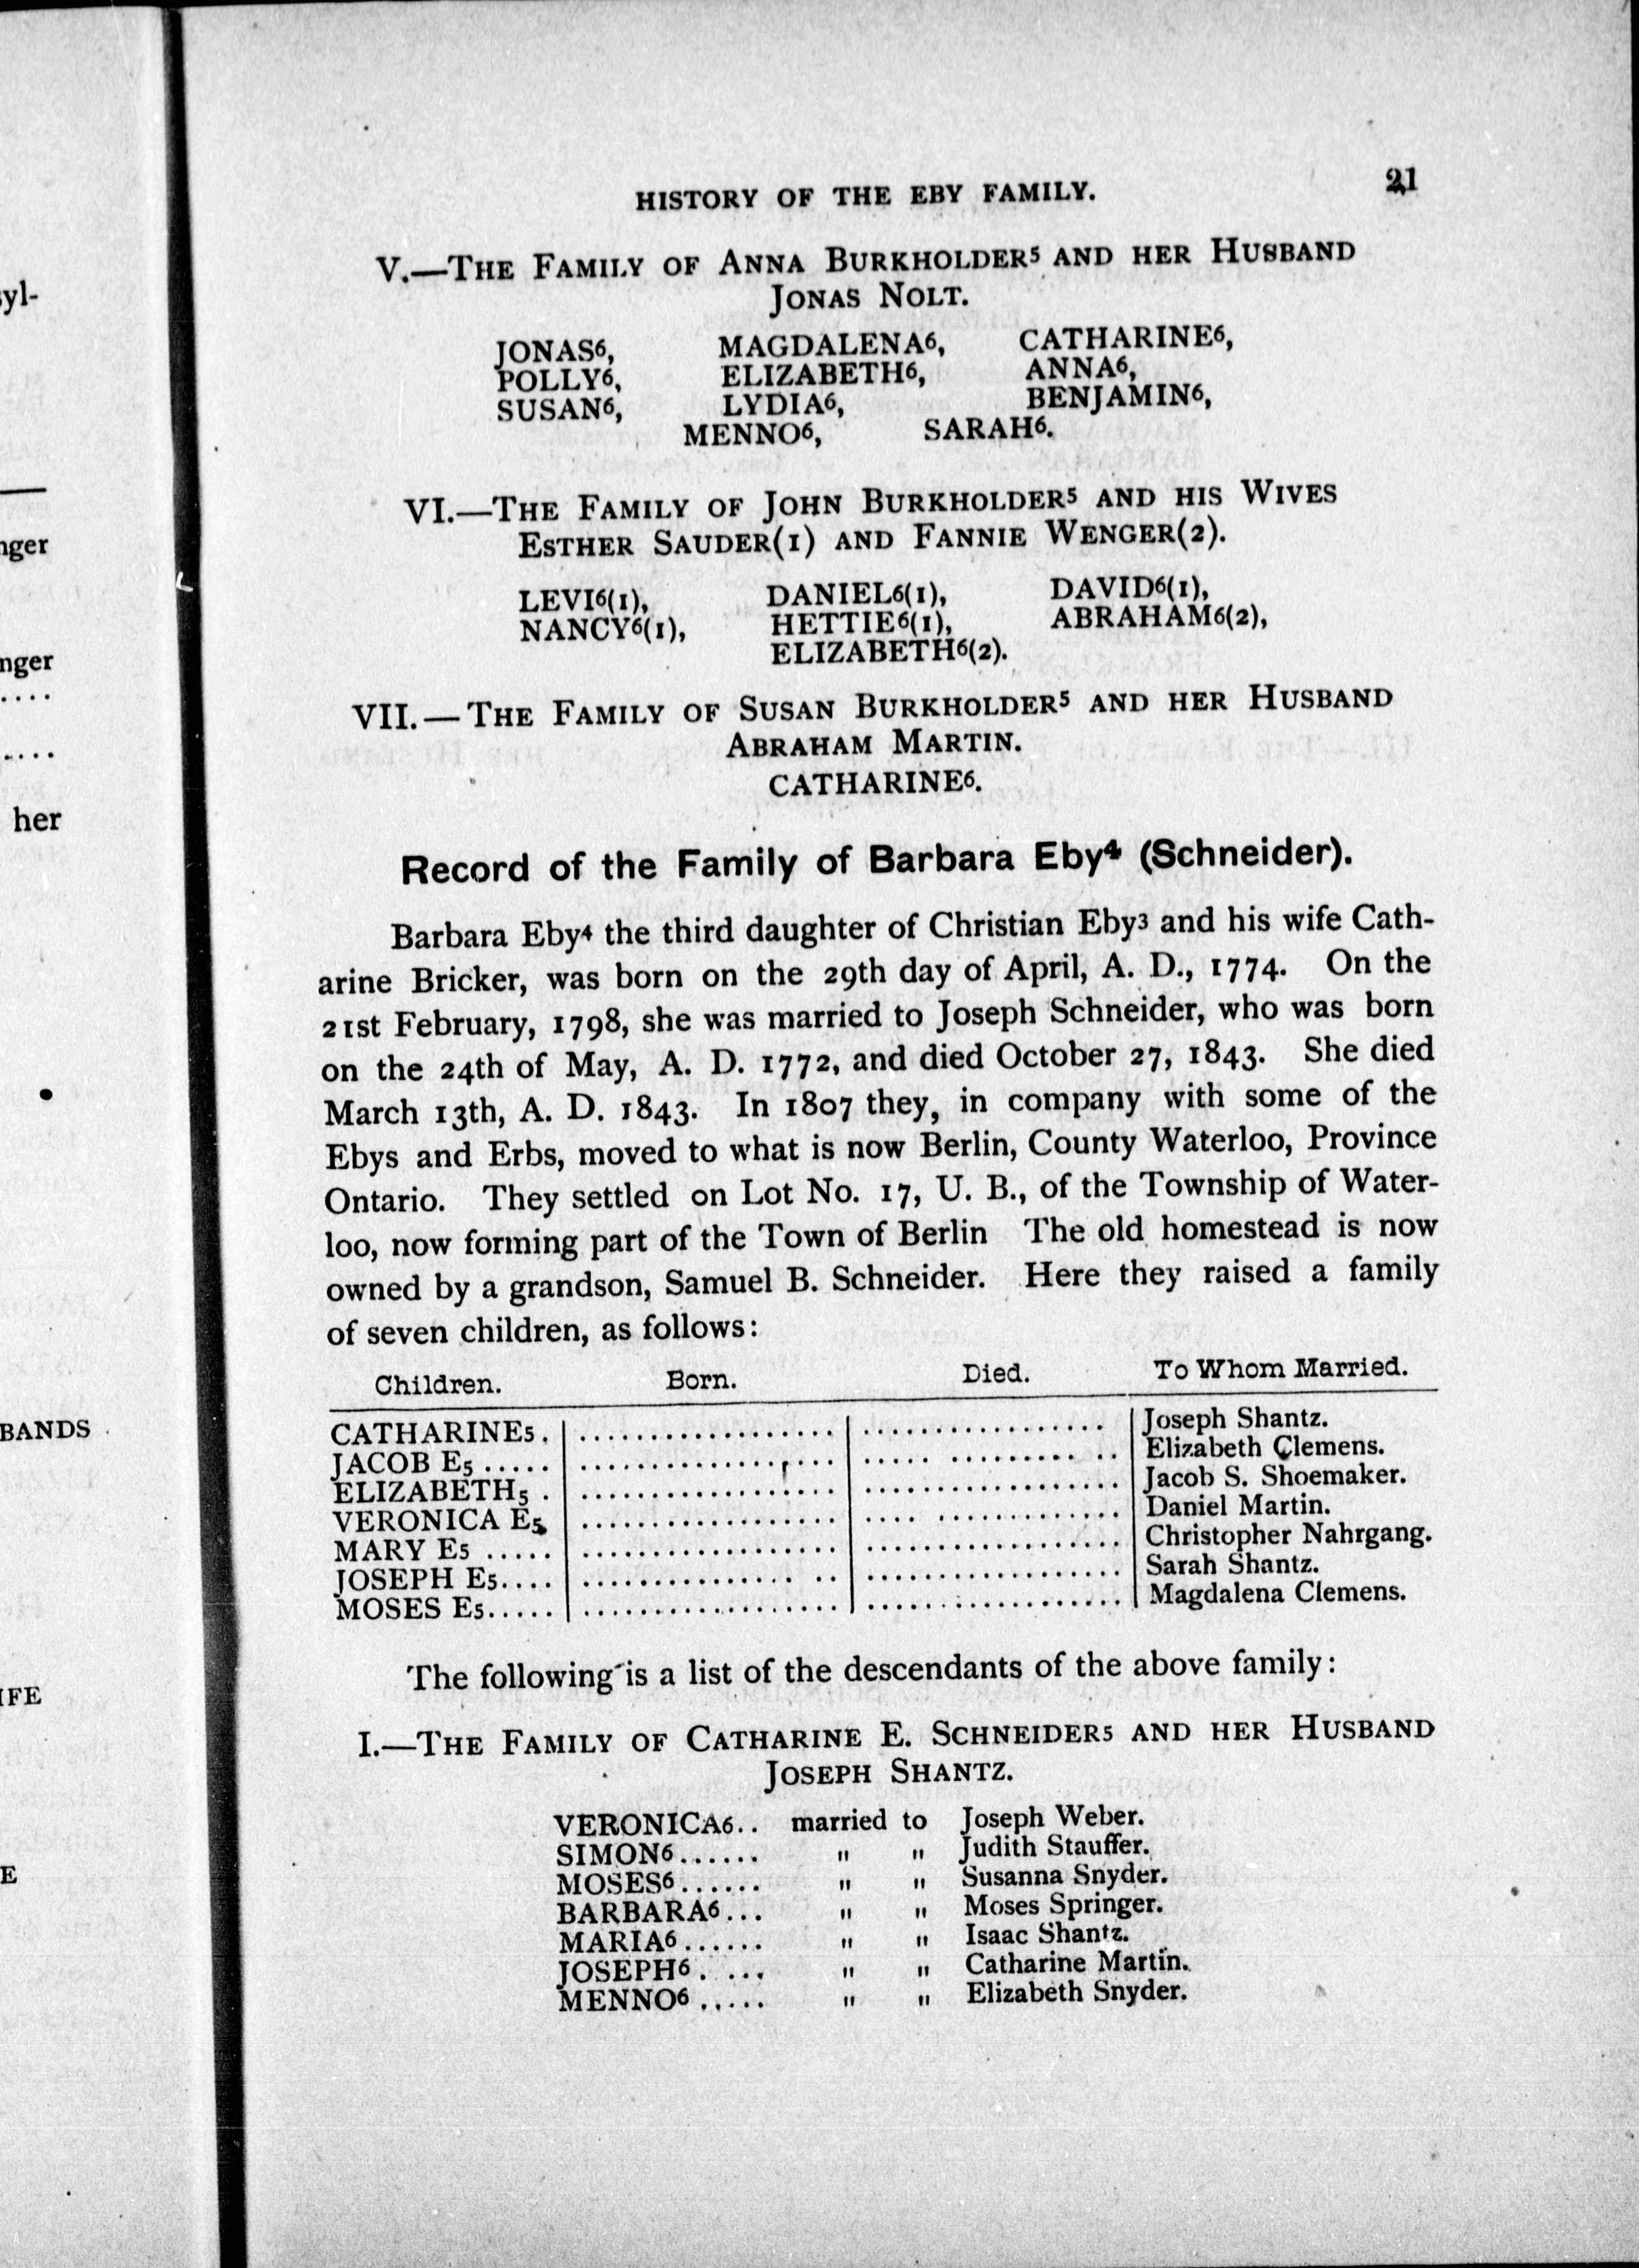 HISTORY OF THE EBY FAMILY. 21
V.—THE FAMILY OF ANNA BURKHOLDER5 AND HER HUSBAND
JONAS NOLT.
JONAS6, MAGDALENA6, CATHARINE6,
POLLY6, ELIZABETH6, ANNA6,
SUSAN6, LYDIA6, BENJAMIN6,
MENNO6, SARAH6.
VI.—THE FAMILY OF JOHN BURKHOLDER5 AND HIS WIVES
ESTHER SAUDER(1) AND FANNIE WENGER(2).
LEVI6(1), DANIEL6(1), DAVID6(1),
NANCY6(1), HETTIE6(1), ABRAHAM6(2),
ELIZABETH6(2).
VII.—THE FAMILY OF SUSAN BURKHOLDER5 AND HER HUSBAND
ABRAHAM MARTIN.
CATHARINE6.
Record of the Family of Barbara Eby4 (Schneider).
Barbara Eby4 the third daughter of Christian Eby3 and his wife Cath-
arine Bricker, was born on the 29th day of April, A. D., 1774. On the
21st February, 1798, she was married to Joseph Schneider, who was born
on the 24th of May, A. D. 1772, and died October 27, 1843. She died
March 13th, A. D. 1843. In 1807 they, in company with some of the
Ebys and Erbs, moved to what is now Berlin, County Waterloo, Province
Ontario. They settled on Lot No. 17, U. B., of the Township of Water-
loo, now forming part of the Town of Berlin The old homestead is now
owned by a grandson, Samuel B. Schneider. Here they raised a family
of seven children, as follows:
Children. Born. Died. To Whom Married.
CATHARINE5. .................. ................. Joseph Shantz.
JACOB E5 ..... .................. ..... ......... .. Elizabeth Clemens.
ELIZABETH5 . .................. .................. Jacob S. Shoemaker.
VERONICA E5 .................. .... ............. Daniel Martin.
MARY E5 ..... .................. .................. Christopher Nahrgang.
JOSEPH E5.... ............... .. .................. Sarah Shantz.
MOSES E5..... .................. .................. Magdalena Clemens.
The following is a list of the descendants of the above family:
I.—THE FAMILY OF CATHARINE E. SCHNEIDER5 AND HER HUSBAND
JOSEPH SHANTZ.
VERONICA6.. married to Joseph Weber.
SIMON6...... " " Judith Stauffer.
MOSES6...... " " Susanna Snyder.
BARBARA6... " " Moses Springer.
MARIA6...... " " Isaac Shantz.
JOSEPH6. ... " " Catharine Martin.
MENNO6 ..... " " Elizabeth Snyder.
yl-
nger
nger
....
....
her
BANDS
IFE
E